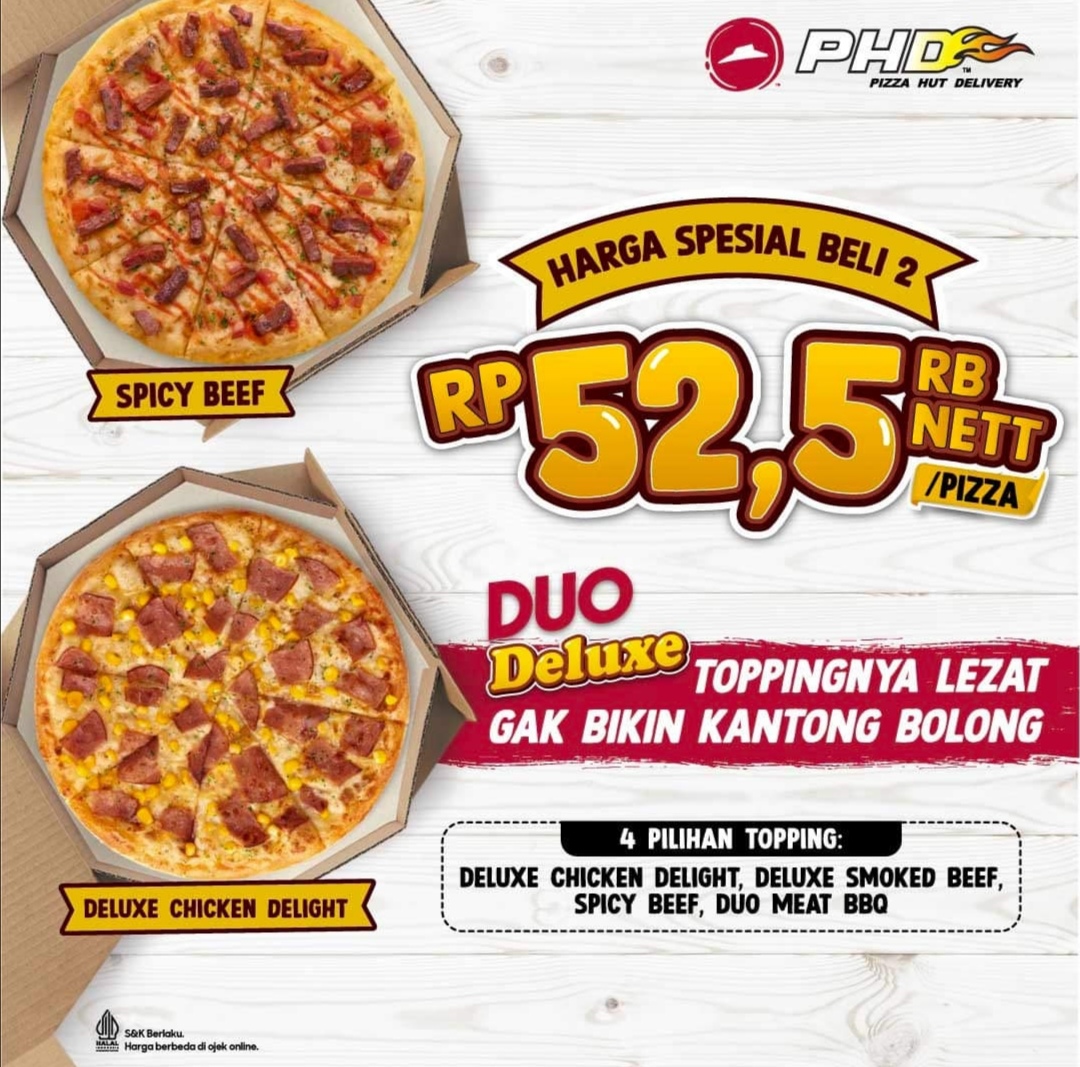 PHD
TM
PIZZA HUT DELIVERY
HARGA SPESIAL BELI 2
RP 52,5 RB
NETT
/PIZZA
SPICY BEEF
DUO
Deluxe
TOPPINGNYA LEZAT
GAK BIKIN KANTONG BOLONG
4 PILIHAN TOPPING:
DELUXE CHICKEN DELIGHT, DELUXE SMOKED BEEF,
SPICY BEEF, DUO MEAT BBQ
DELUXE CHICKEN DELIGHT
HALAL
INDONESIA
S&K Berlaku.
Harga berbeda di ojek online.